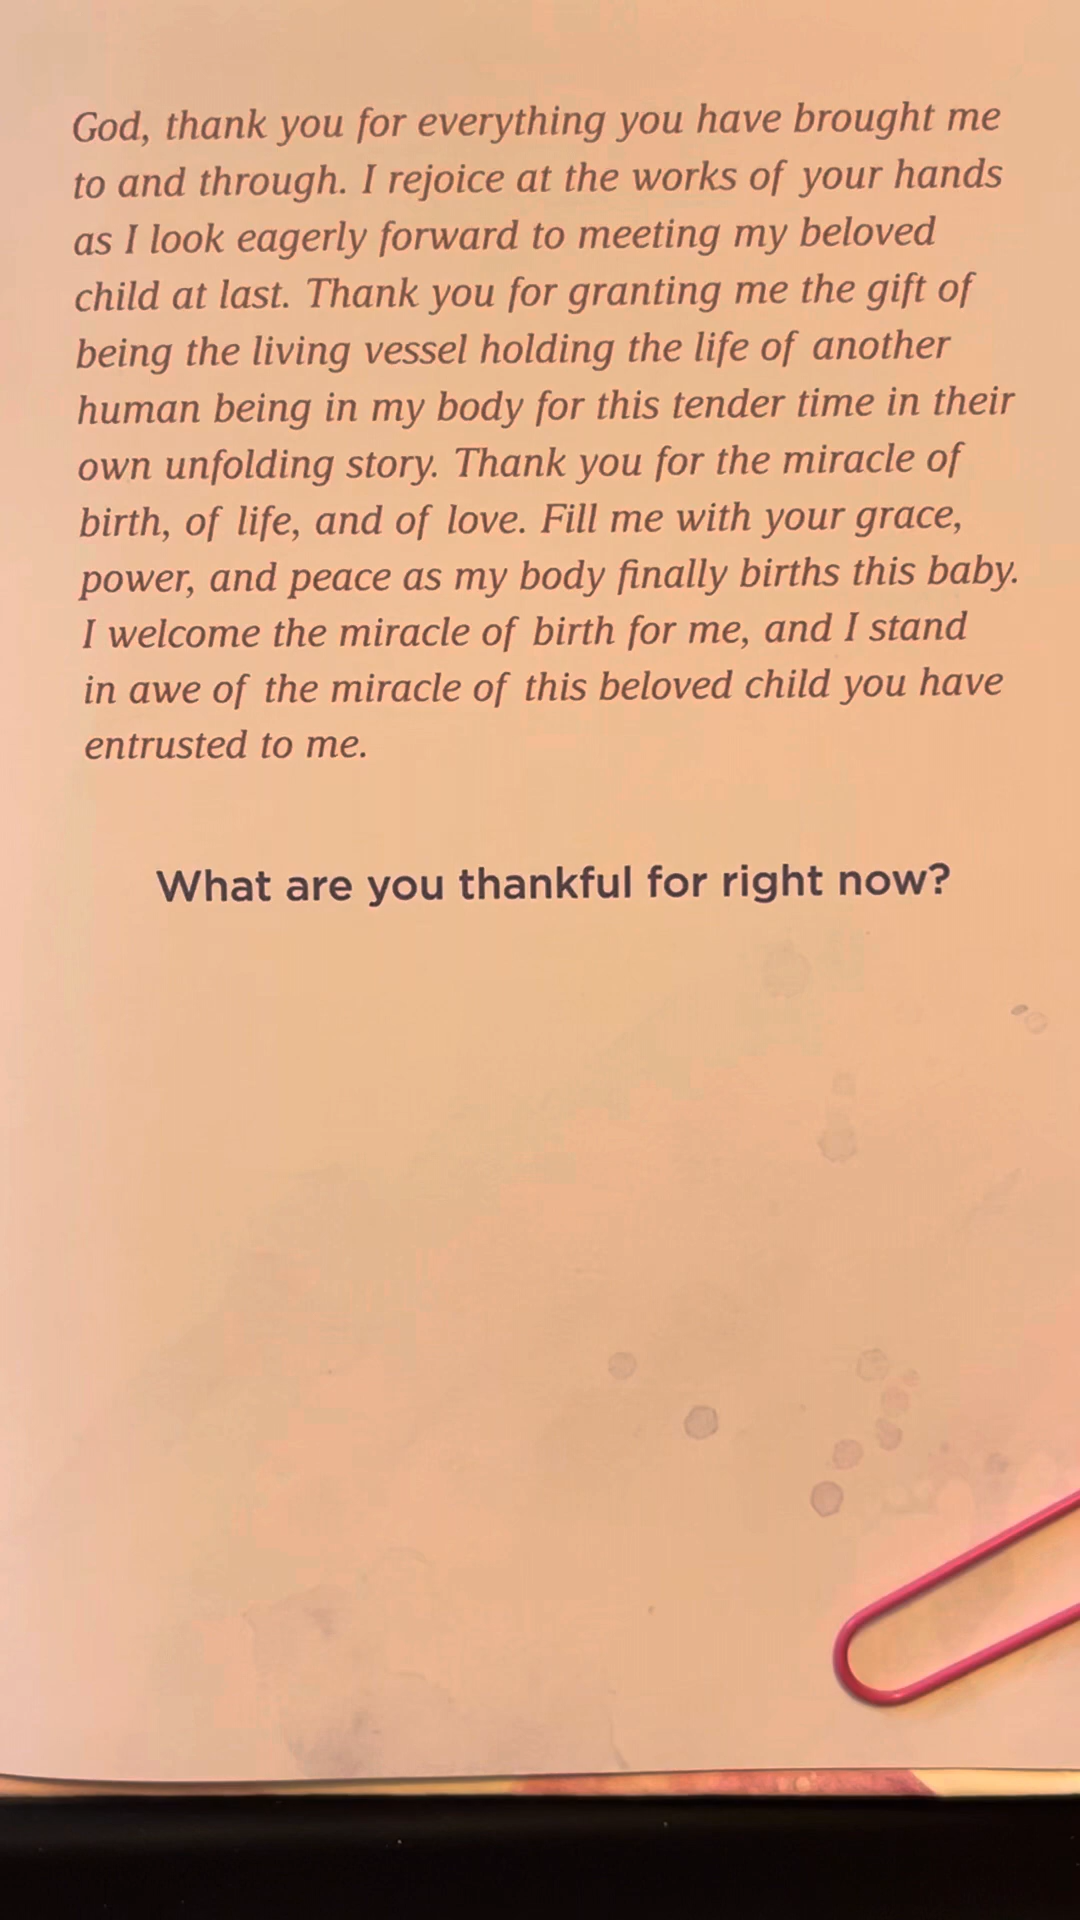 God, thank you for everything you have brought me
to and through. I rejoice at the works of your hands
as I look eagerly forward to meeting my beloved
child at last. Thank you for granting me the gift of
being the living vessel holding the life of another
human being in my body for this tender time in their
own unfolding story. Thank you for the miracle of
birth, of life, and of love. Fill me with your grace,
power, and peace as my body finally births this baby.
I welcome the miracle of birth for me, and I stand
in awe of the miracle of this beloved child you have
entrusted to me.
What are you thankful for right now?